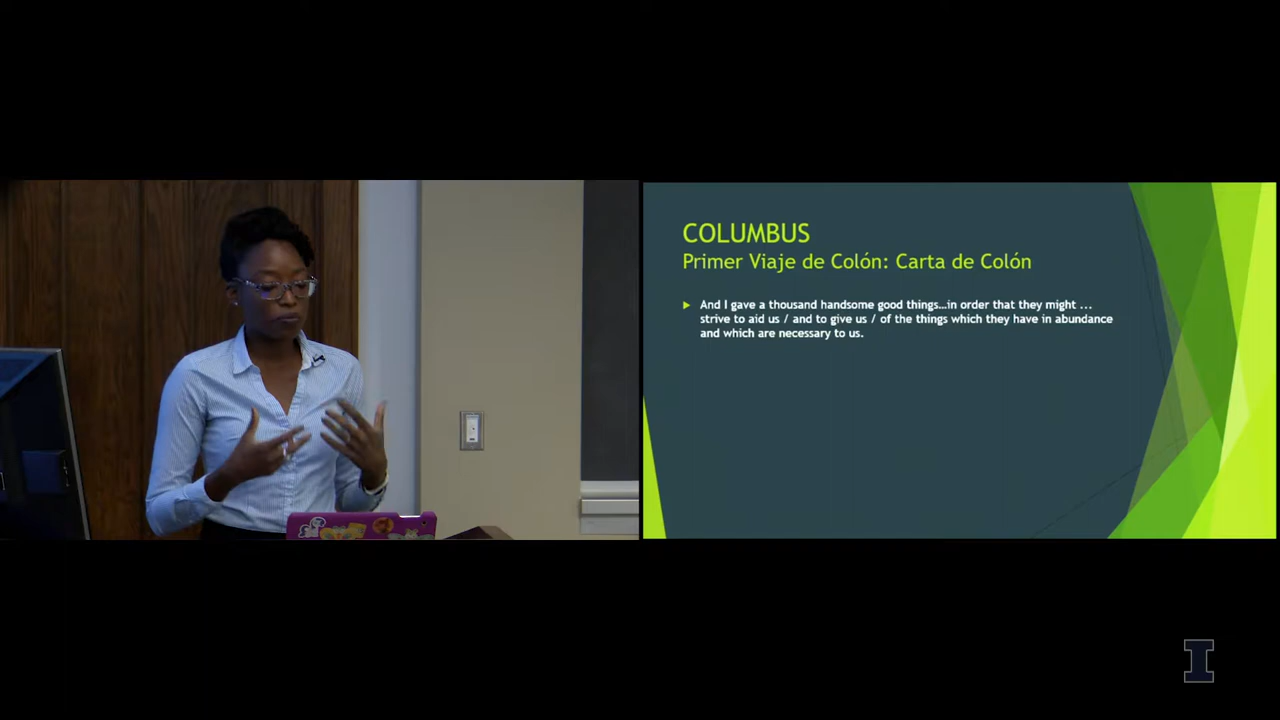 COLUMBUS
Primer Viaje de Colón: Carta de Colón
And I gave a thousand handsome good things...in order that they might ...
strive to aid us / and to give us / of the things which they have in abundance
and which are necessary to us.
I